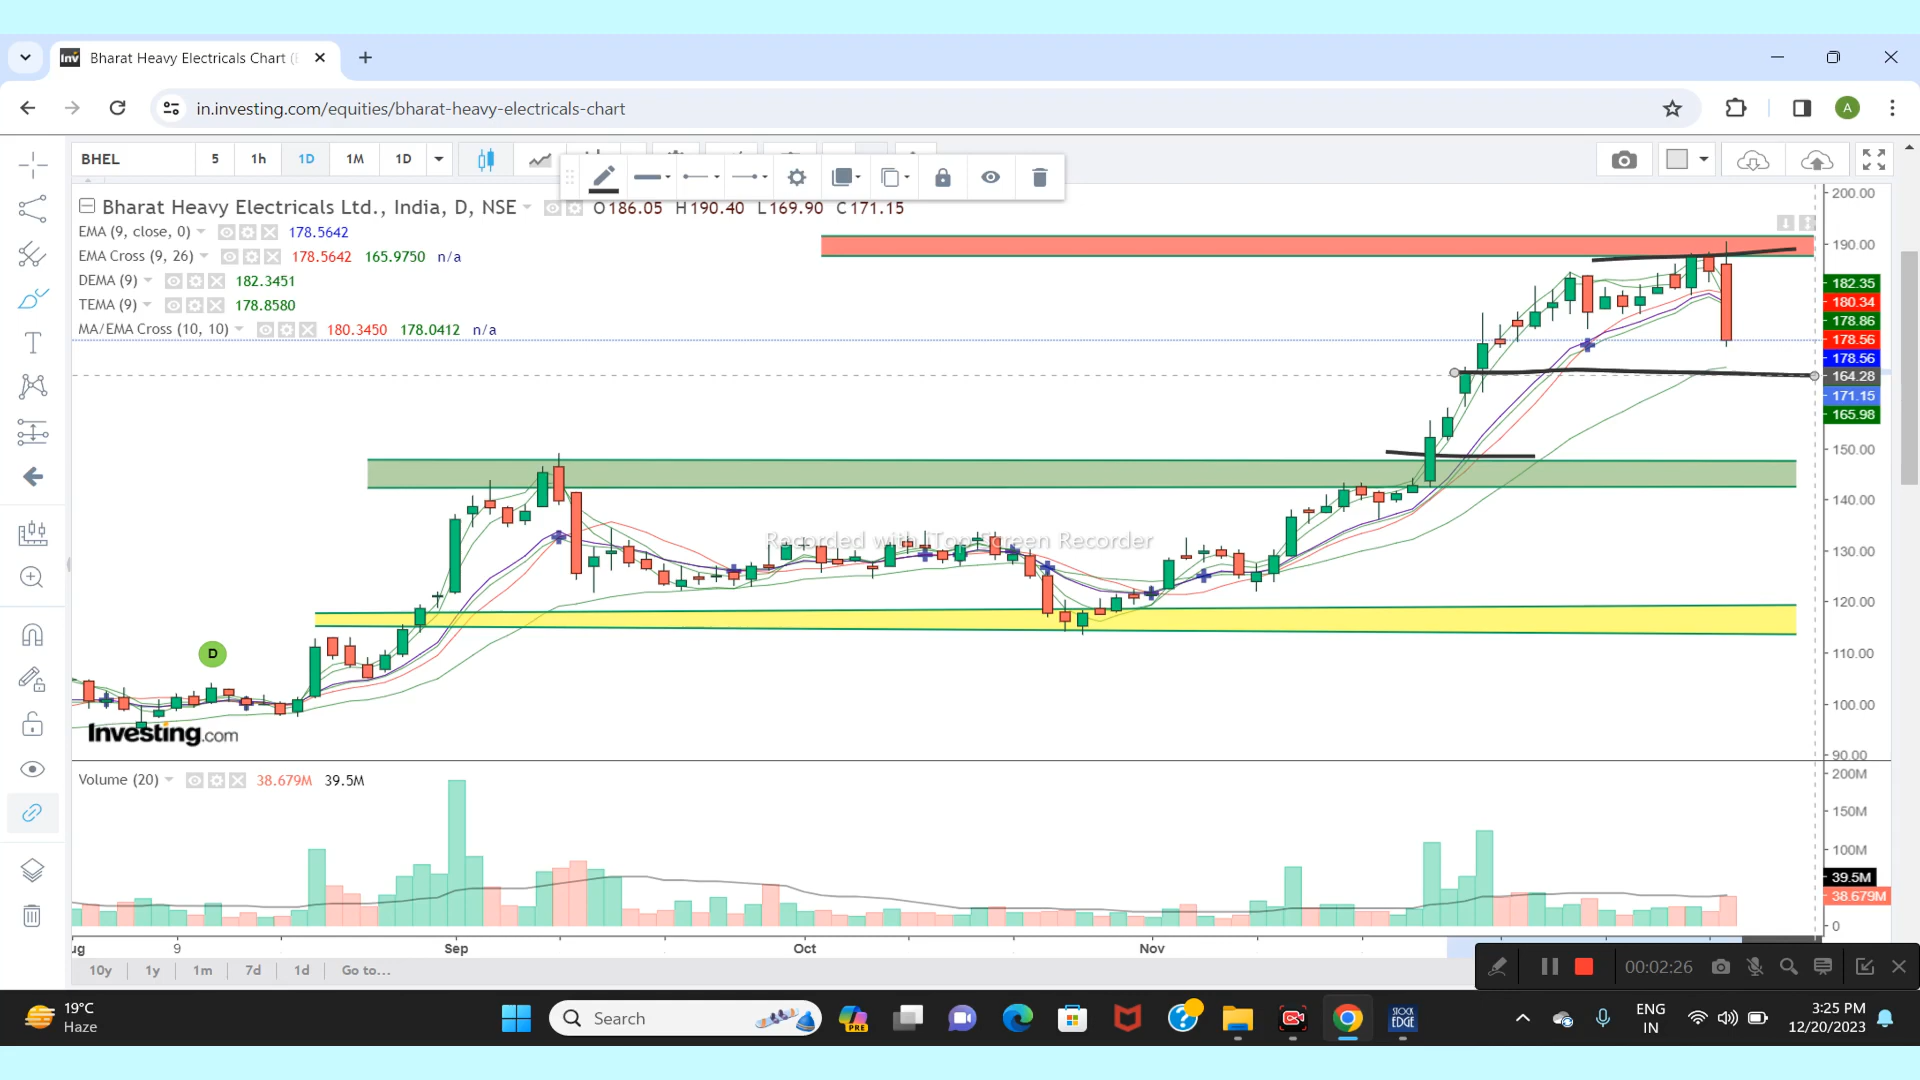 Bharat Heavy Electricals Chart (
in.investing.com/equities/bharat-heavy-electricals-chart
A
BHEL 5 1h 1D 1M 1D
Bharat Heavy Electricals Ltd., India, D, NSE O186.05 H190.40 L169.90 C171.15
EMA (9, close, 0) 178.5642
EMA Cross (9, 26) 178.5642 165.9750 n/a
DEMA (9) 182.3451
TEMA (9) 178.8580
MA/EMA Cross (10, 10) 180.3450 178.0412 n/a
200.00
190.00
182.35
180.34
178.86
178.56
178.56
164.28
171.15
165.98
150.00
140.00
130.00
120.00
110.00
100.00
90.00
Recorded with iTop Screen Recorder
D
Investing.com
Volume (20) 38.679M 39.5M
200M
150M
100M
39.5M
38.679M
0
ug 9 Sep Oct Nov
10y 1y 1m 7d 1d Go to...
00:02:26
19°C
Haze
Search
PRE
STOCK
EDGE
ENG
IN
3:25 PM
12/20/2023